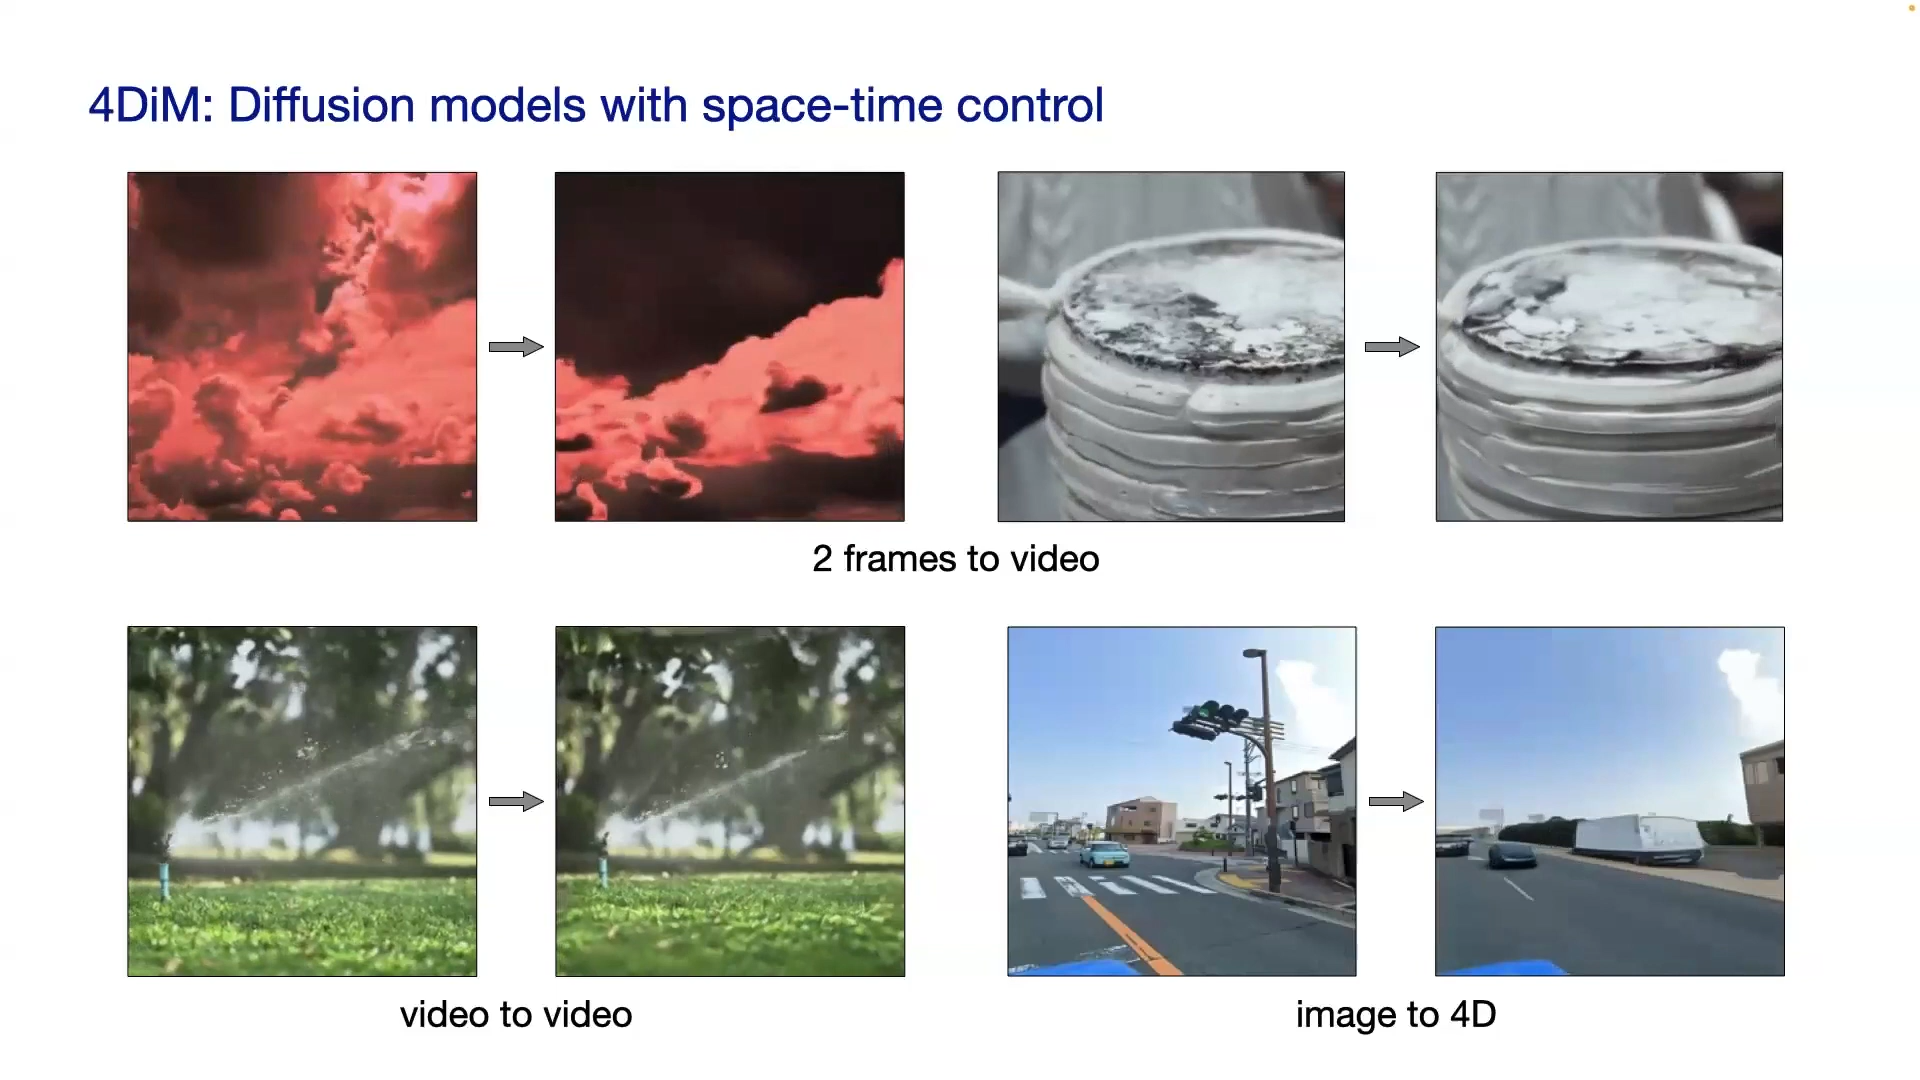 4DiM: Diffusion models with space-time control
2 frames to video
video to video
image to 4D